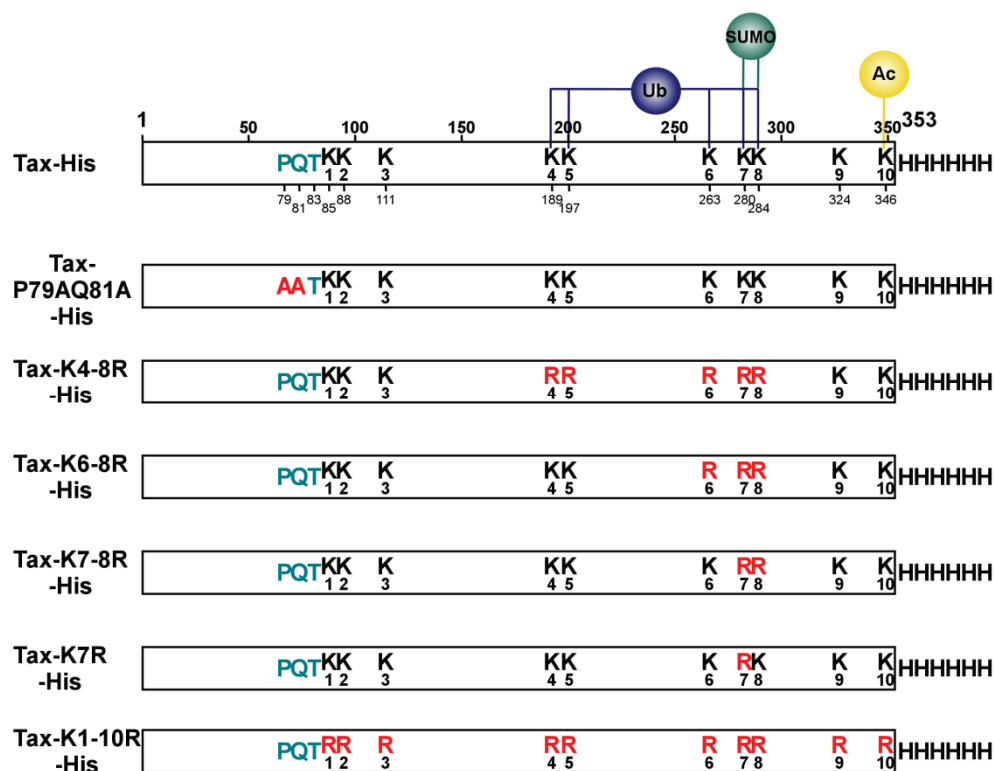 SUMO
Ub
Ac
1 50 100 150 200 250 300 350 353
Tax-His PQTKK K KK K KK K K HHHHHH
1 2 3 4 5 6 7 8 9 10
79 81 83 85 88 111 189 197 263 280 284 324 346
Tax-
P79AQ81A
-His
AATKK K KK K KK K K HHHHHH
1 2 3 4 5 6 7 8 9 10
Tax-K4-8R
-His
PQTKK K RR R RR K K HHHHHH
1 2 3 4 5 6 7 8 9 10
Tax-K6-8R
-His
PQTKK K KK R RR K K HHHHHH
1 2 3 4 5 6 7 8 9 10
Tax-K7-8R
-His
PQTKK K KK K RR K K HHHHHH
1 2 3 4 5 6 7 8 9 10
Tax-K7R
-His
PQTKK K KK K RK K K HHHHHH
1 2 3 4 5 6 7 8 9 10
Tax-K1-10R
-His
PQTRR R RR R RR R R HHHHHH
1 2 3 4 5 6 7 8 9 10